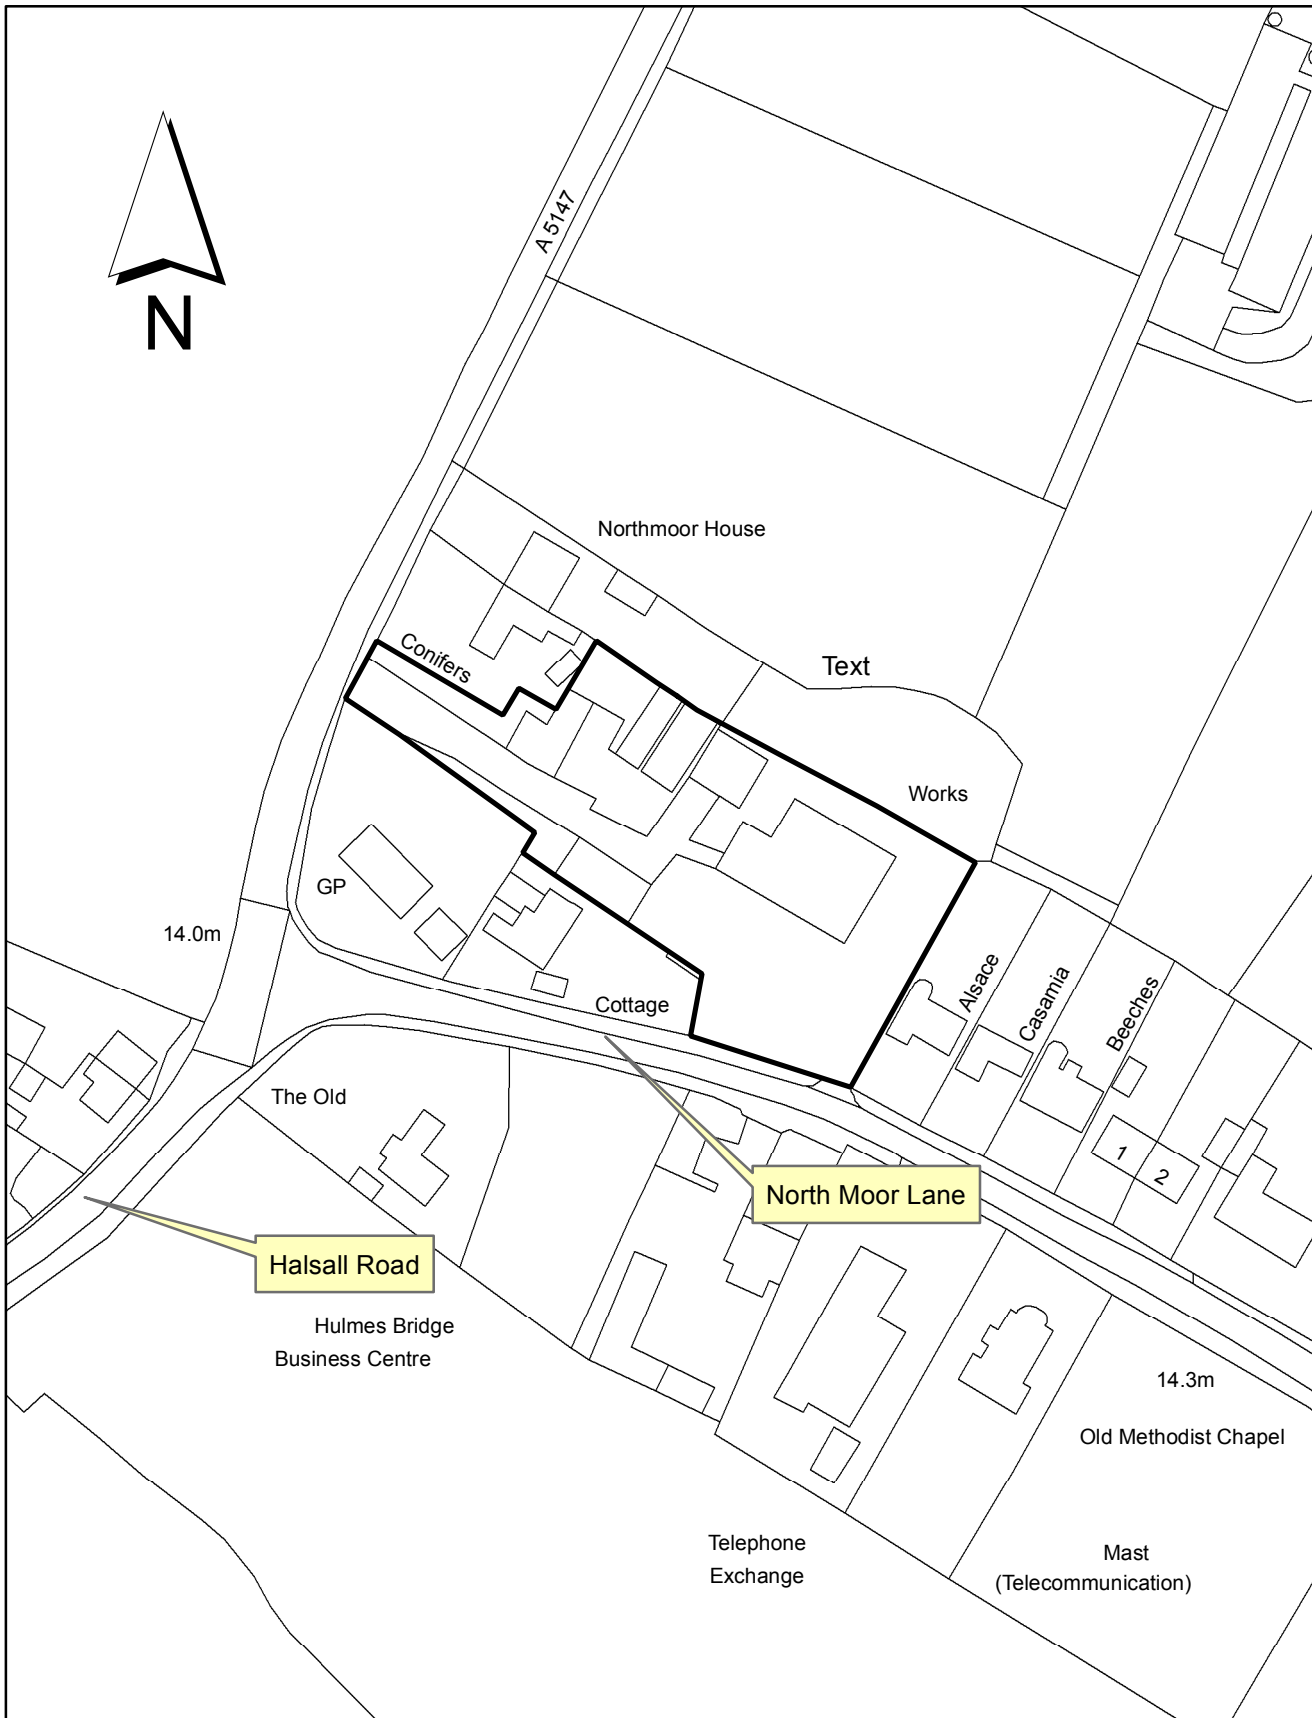 A 5147
N
Northmoor House
Conifers
Text
Works
GP
14.0m
Alsace
Casamia
Beeches
Cottage
The Old
1
2
North Moor Lane
Halsall Road
Hulmes Bridge
Business Centre
14.3m
Old Methodist Chapel
Telephone
Exchange
Mast
(Telecommunication)